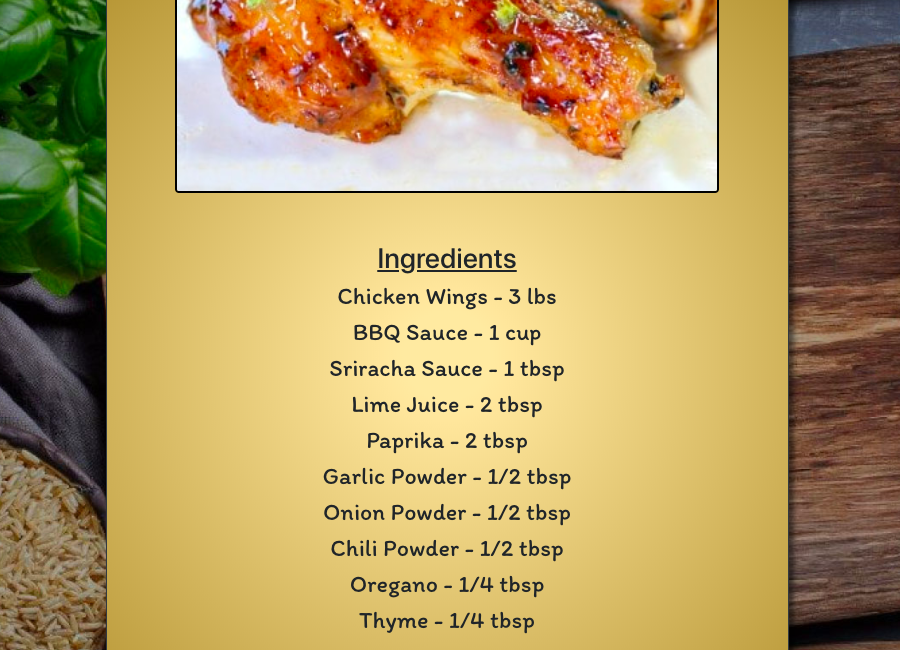 Ingredients
Chicken Wings - 3 lbs
BBQ Sauce - 1 cup
Sriracha Sauce - 1 tbsp
Lime Juice - 2 tbsp
Paprika - 2 tbsp
Garlic Powder - 1/2 tbsp
Onion Powder - 1/2 tbsp
Chili Powder - 1/2 tbsp
Oregano - 1/4 tbsp
Thyme - 1/4 tbsp